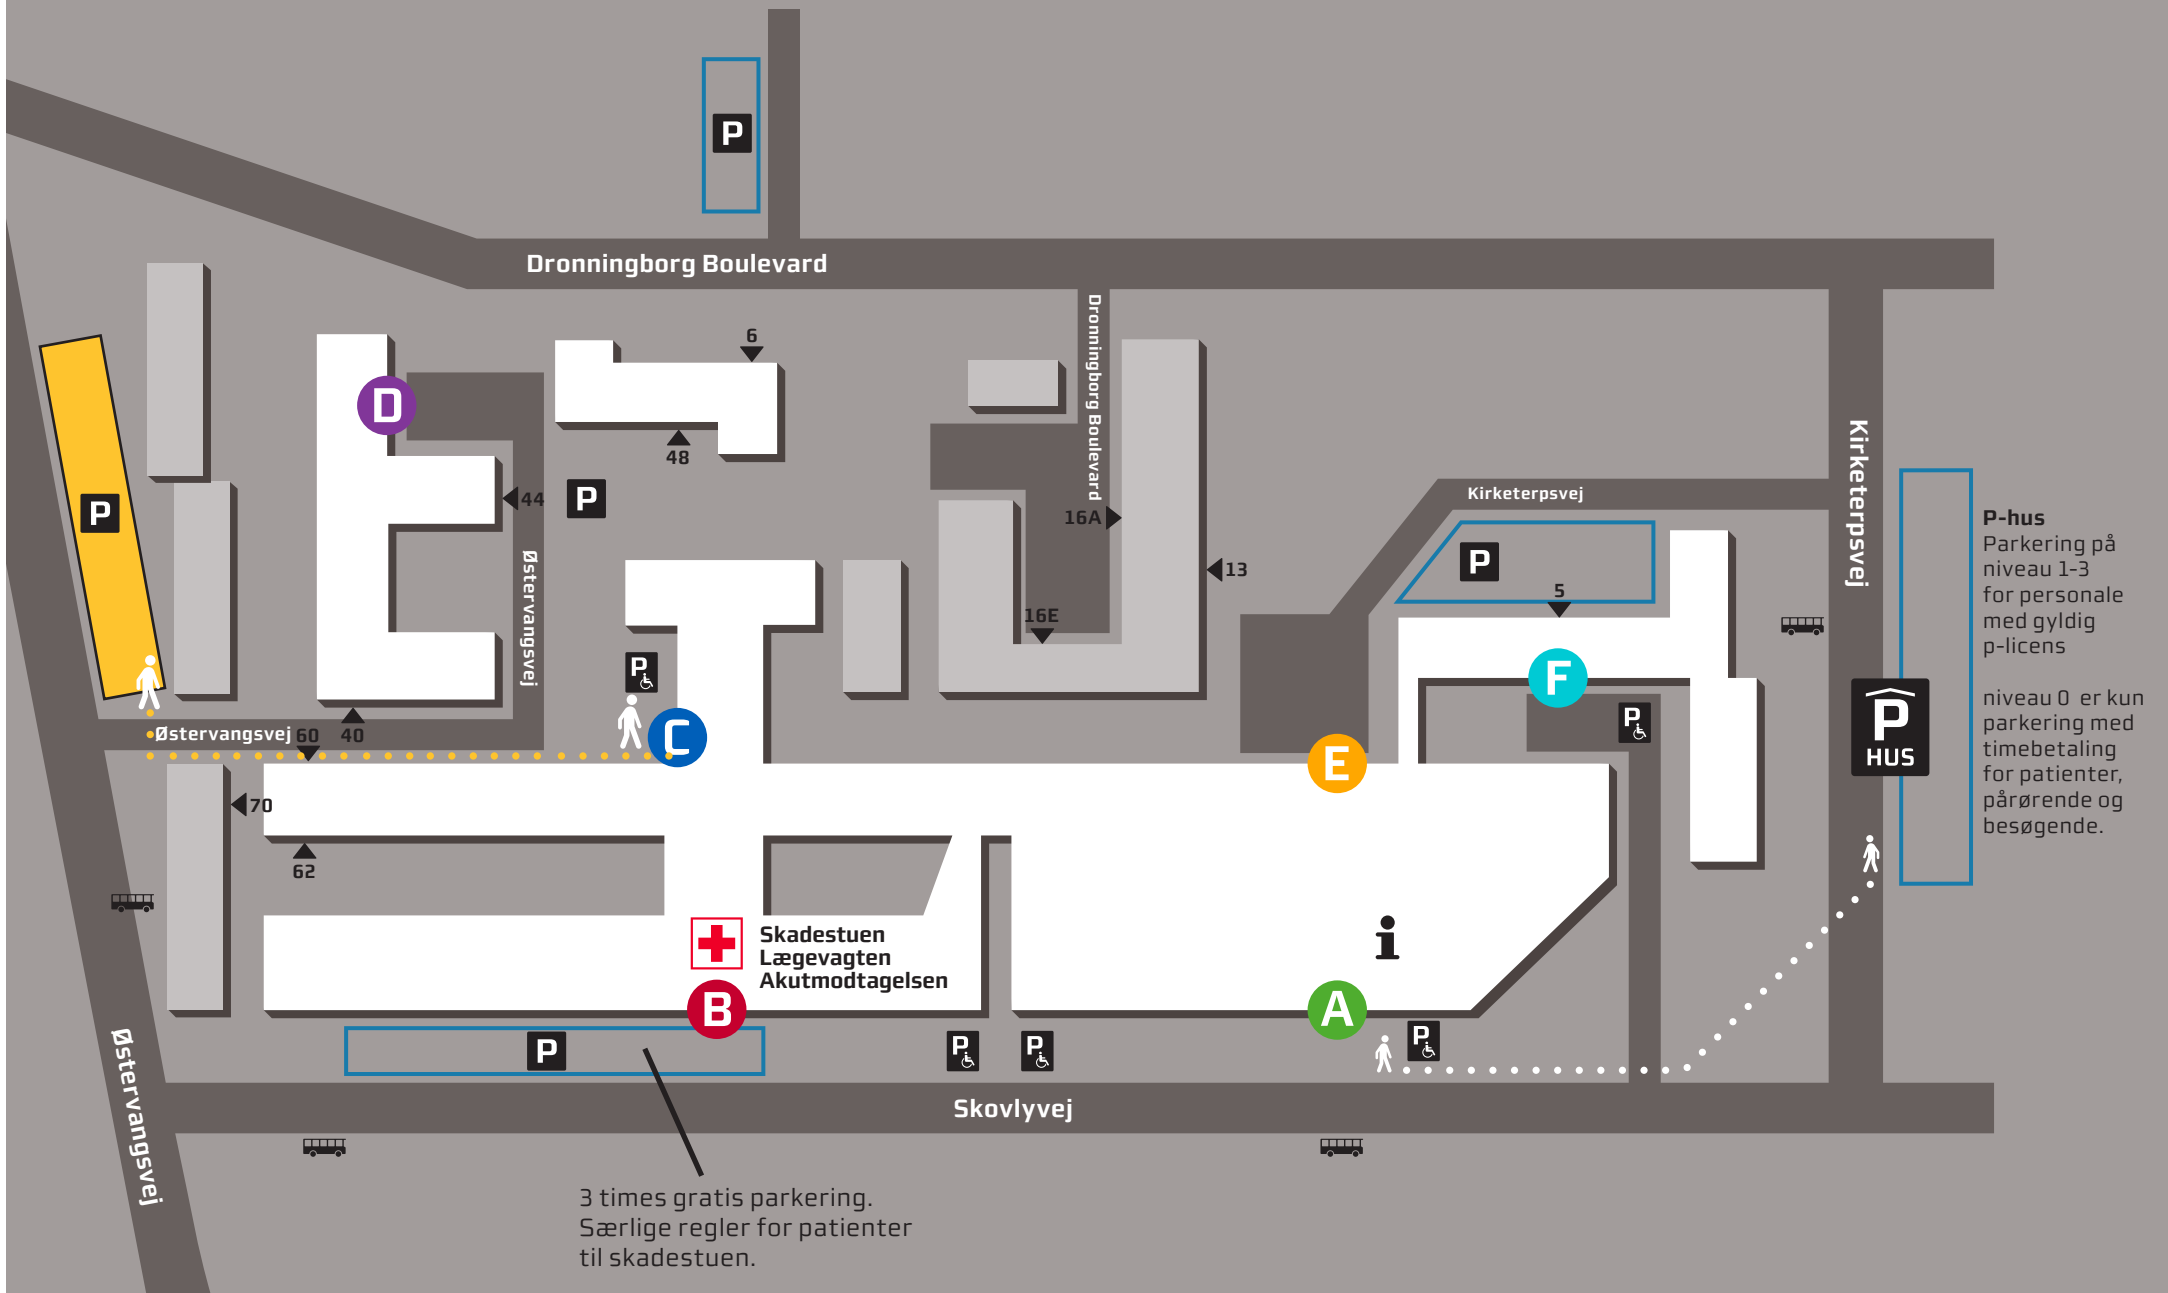 P
Dronningborg Boulevard
Dronningborg Boulevard
6
D
48
44
P
P
Østervangsvej
16A
13
16E
Kirketerpsvej
Kirketerpsvej
P
5
P-hus
Parkering på
niveau 1-3
for personale
med gyldig
p-licens
niveau 0 er kun
parkering med
timebetaling
for patienter,
pårørende og
besøgende.
P
HUS
F
P
P
C
Østervangsvej
60
40
E
70
62
Skadestuen
Lægevagten
Akutmodtagelsen
i
B
A
P
P
P
P
Skovlyvej
Østervangsvej
3 times gratis parkering.
Særlige regler for patienter
til skadestuen.